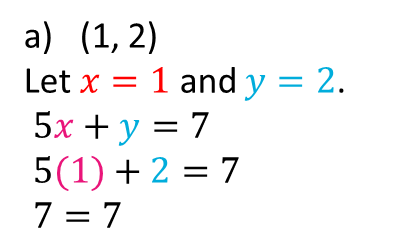 a) (1, 2)
Let x = 1 and y = 2.
5x + y = 7
5(1) + 2 = 7
7 = 7